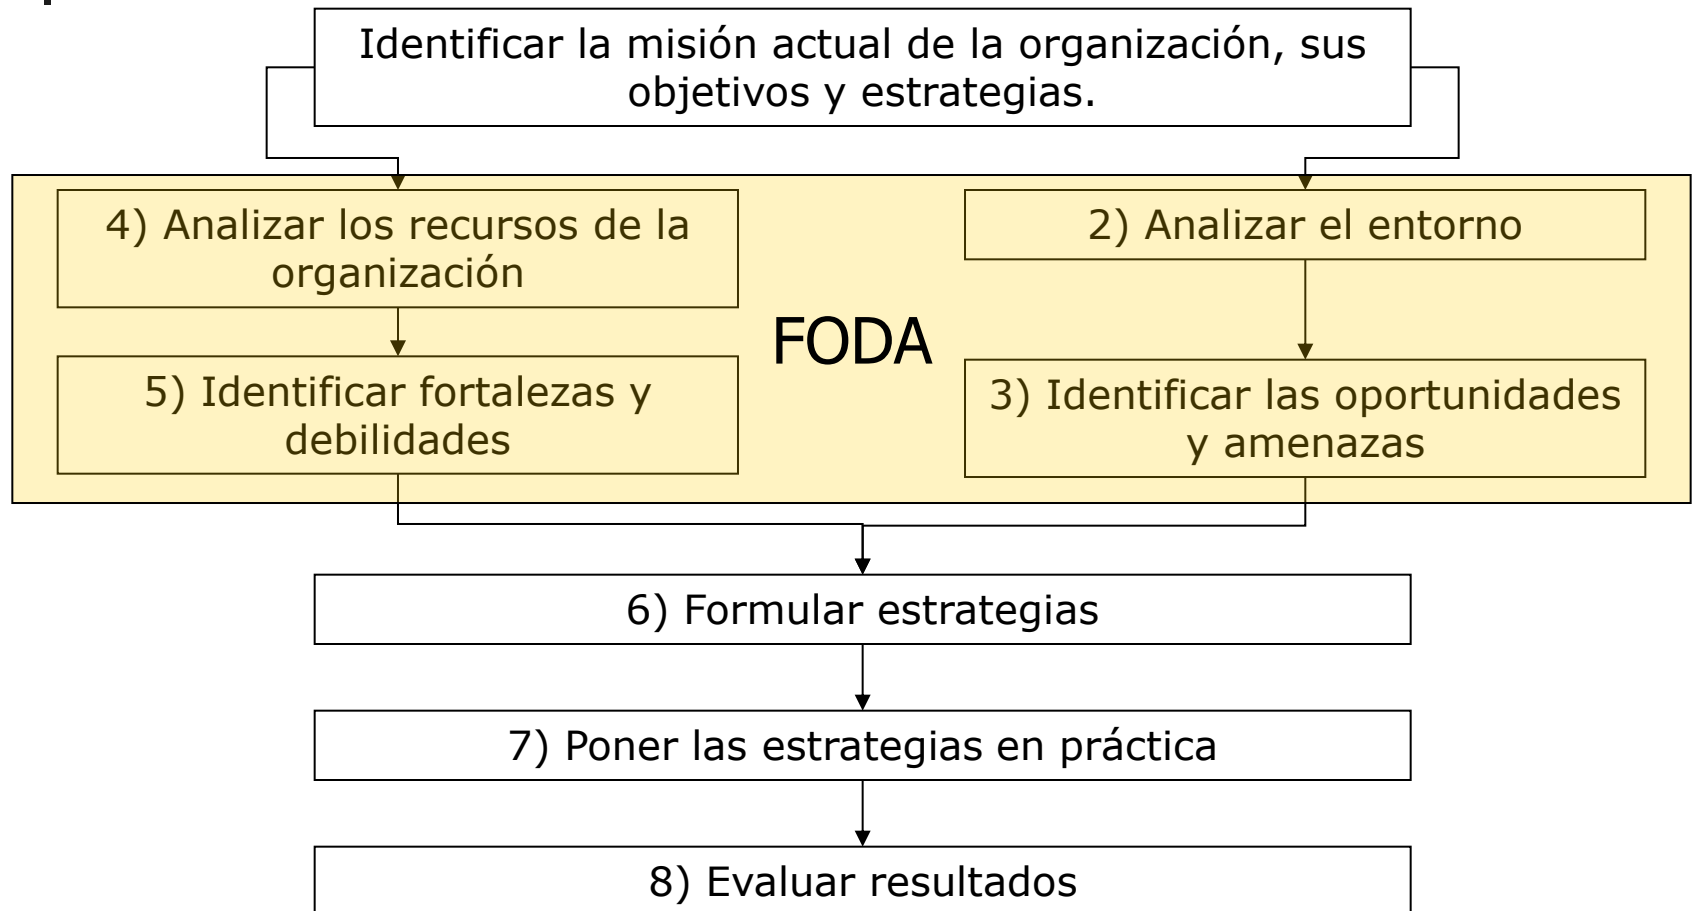 Identificar la misión actual de la organización, sus
objetivos y estrategias.
4) Analizar los recursos de la
organización
2) Analizar el entorno
FODA
5) Identificar fortalezas y
debilidades
3) Identificar las oportunidades
y amenazas
6) Formular estrategias
7) Poner las estrategias en práctica
8) Evaluar resultados